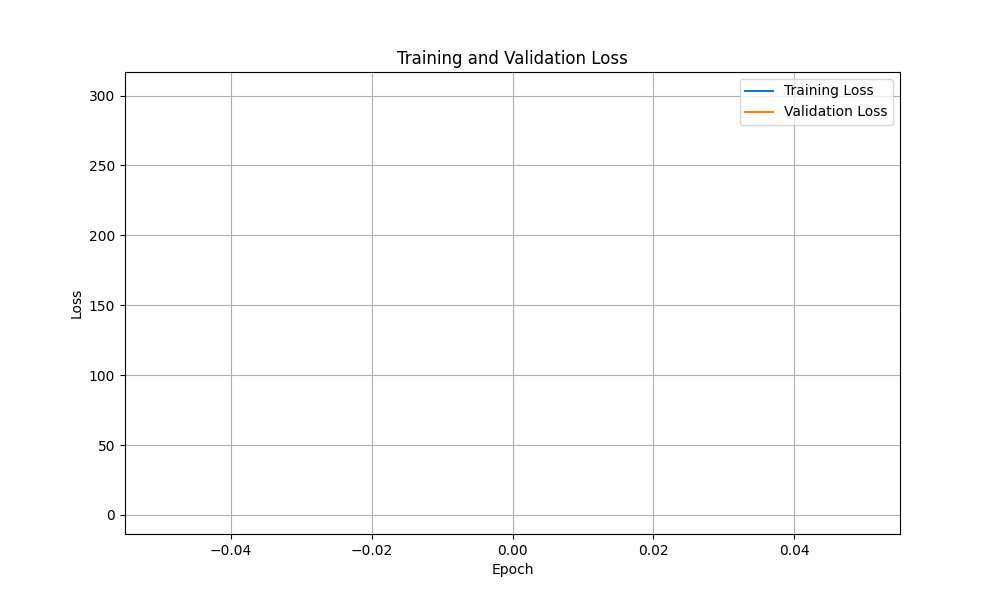 Training and Validation Loss
Training Loss
Validation Loss
300
250
200
150
100
50
0
Loss
−0.04 −0.02 0.00 0.02 0.04
Epoch